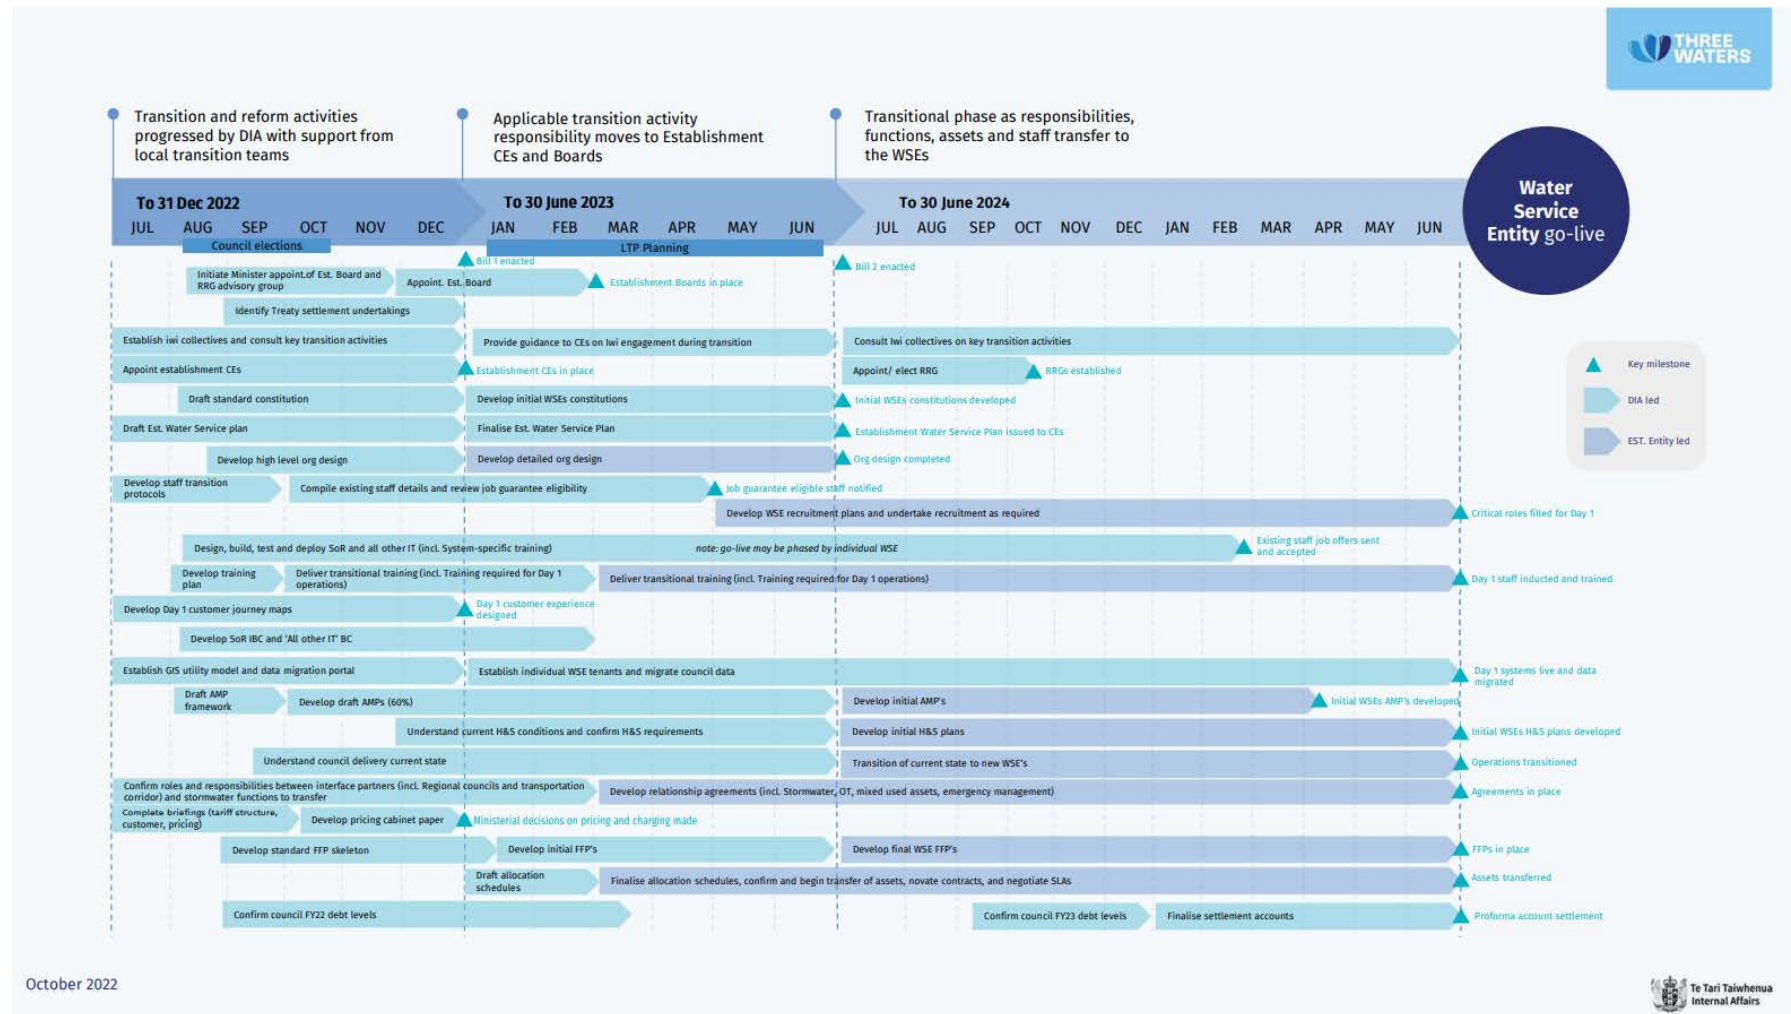 THREE
WATERS
Transition and reform activities
progressed by DIA with support from
local transition teams
Applicable transition activity
responsibility moves to Establishment
CEs and Boards
Transitional phase as responsibilities,
functions, assets and staff transfer to
the WSEs
Water
Service
Entity go-live
To 31 Dec 2022
To 30 June 2023
To 30 June 2024
JUL AUG SEP OCT NOV DEC JAN FEB MAR APR MAY JUN JUL AUG SEP OCT NOV DEC JAN FEB MAR APR MAY JUN
Council elections
LTP Planning
Bill 1 enacted
Bill 2 enacted
Initiate Minister appoint.of Est. Board and
RRG advisory group
Appoint. Est. Board
Establishment Boards in place
Identify Treaty settlement undertakings
Establish iwi collectives and consult key transition activities
Provide guidance to CEs on Iwi engagement during transition
Consult Iwi collectives on key transition activities
Appoint establishment CEs
Establishment CEs in place
Appoint/ elect RRG
RRGs established
Draft standard constitution
Develop initial WSEs constitutions
Initial WSEs constitutions developed
Draft Est. Water Service plan
Finalise Est. Water Service Plan
Establishment Water Service Plan issued to CEs
Develop high level org design
Develop detailed org design
Org design completed
Develop staff transition
protocols
Compile existing staff details and review job guarantee eligibility
Job guarantee eligible staff notified
Develop WSE recruitment plans and undertake recruitment as required
Critical roles filled for Day 1
Design, build, test and deploy SoR and all other IT (incl. System-specific training)
note: go-live may be phased by individual WSE
Existing staff job offers sent
and accepted
Develop training
plan
Deliver transitional training (incl. Training required for Day 1
operations)
Deliver transitional training (incl. Training required for Day 1 operations)
Day 1 staff inducted and trained
Develop Day 1 customer journey maps
Day 1 customer experience
designed
Develop SoR IBC and 'All other IT' BC
Establish GIS utility model and data migration portal
Establish individual WSE tenants and migrate council data
Day 1 systems live and data
migrated
Draft AMP
framework
Develop draft AMPs (60%)
Develop initial AMP's
Initial WSEs AMP's developed
Understand current H&S conditions and confirm H&S requirements
Develop initial H&S plans
Initial WSEs H&S plans developed
Understand council delivery current state
Transition of current state to new WSE's
Operations transitioned
Confirm roles and responsibilities between interface partners (incl. Regional councils and transportation
corridor) and stormwater functions to transfer
Develop relationship agreements (incl. Stormwater, OT, mixed used assets, emergency management)
Agreements in place
Complete briefings (tariff structure,
customer, pricing)
Develop pricing cabinet paper
Ministerial decisions on pricing and charging made
Develop standard FFP skeleton
Develop initial FFP's
Develop final WSE FFP's
FFPs in place
Draft allocation
schedules
Finalise allocation schedules, confirm and begin transfer of assets, novate contracts, and negotiate SLAs
Assets transferred
Confirm council FY22 debt levels
Confirm council FY23 debt levels
Finalise settlement accounts
Proforma account settlement
Key milestone
DIA led
EST. Entity led
October 2022
Te Tari Taiwhenua
Internal Affairs